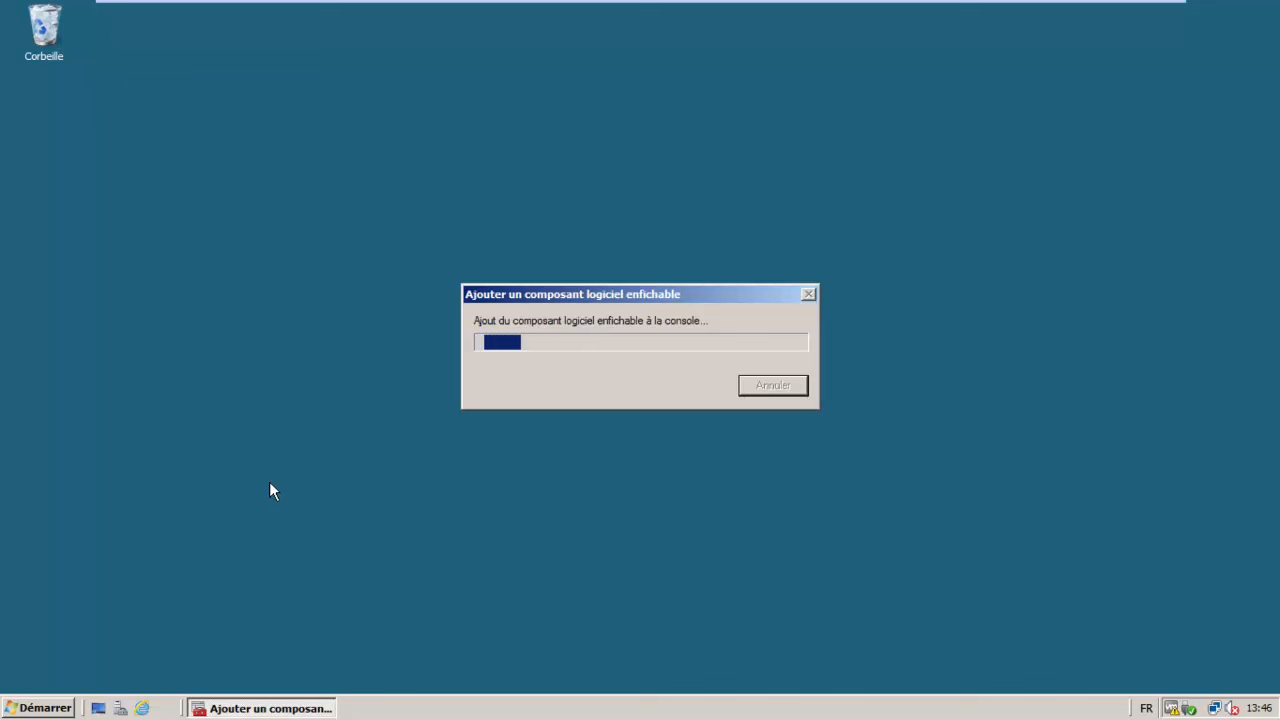 Corbeille
Ajouter un composant logiciel enfichable
Ajout du composant logiciel enfichable à la console...
Annuler
Démarrer
Ajouter un composan...
FR
13:46